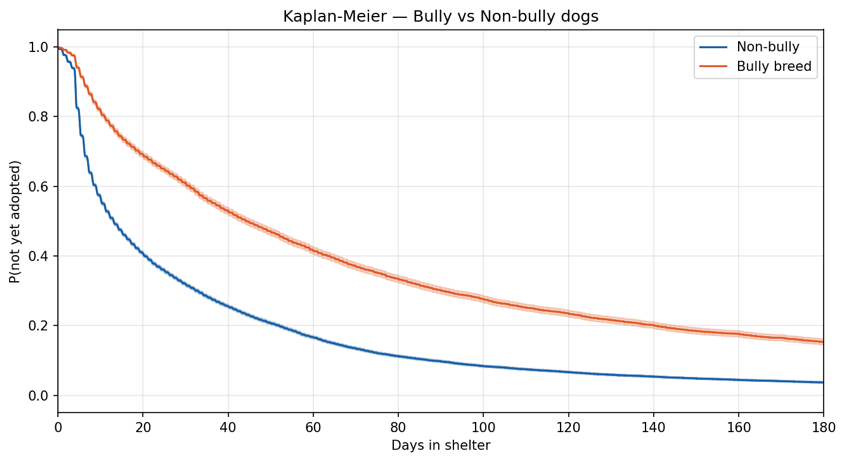 Kaplan-Meier — Bully vs Non-bully dogs
Non-bully
Bully breed
P(not yet adopted)
1.0
0.8
0.6
0.4
0.2
0.0
0 20 40 60 80 100 120 140 160 180
Days in shelter